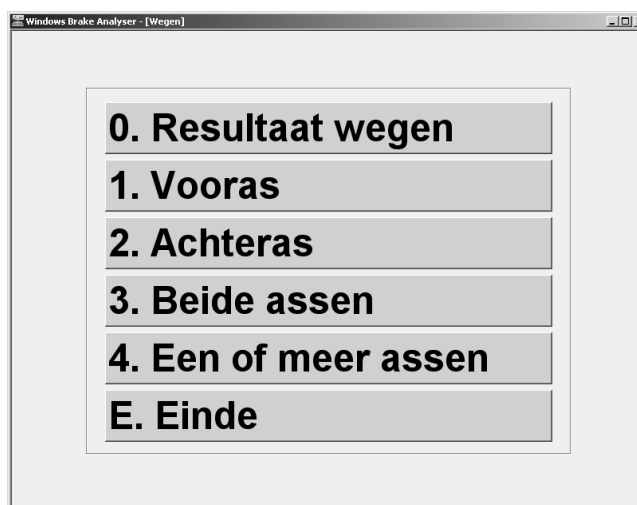 Windows Brake Analyser - [Wegen]
0. Resultaat wegen
1. Vooras
2. Achteras
3. Beide assen
4. Een of meer assen
E. Einde